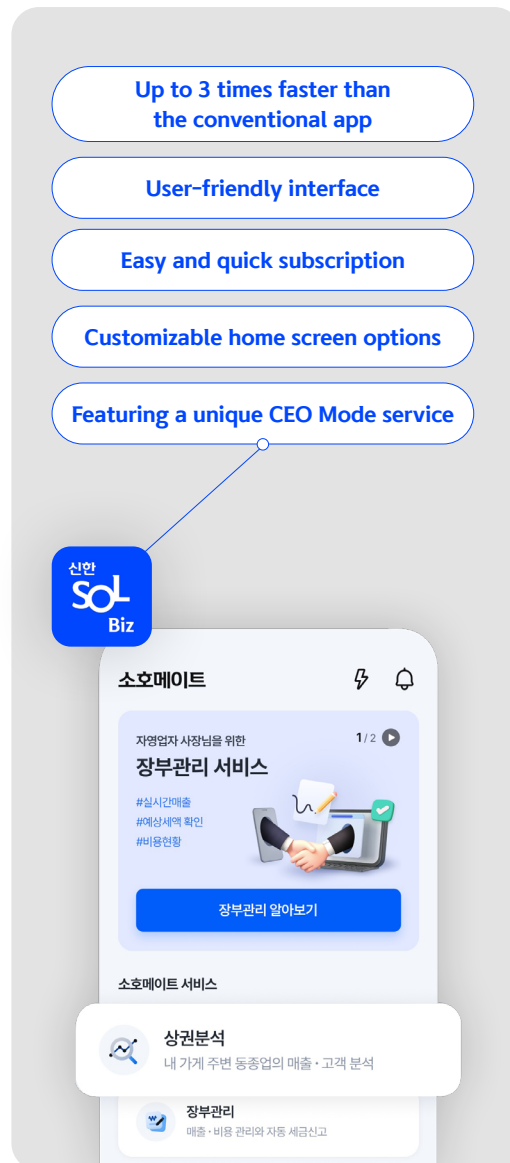 Up to 3 times faster than
the conventional app
User-friendly interface
Easy and quick subscription
Customizable home screen options
Featuring a unique CEO Mode service
신한
SOL
Biz
소호메이트
자영업자 사장님을 위한
1 / 2
장부관리 서비스
#실시간매출
#예상세액 확인
#비용현황
장부관리 알아보기
소호메이트 서비스
상권분석
내 가게 주변 동종업의 매출 · 고객 분석
장부관리
매출 · 비용 관리와 자동 세금신고